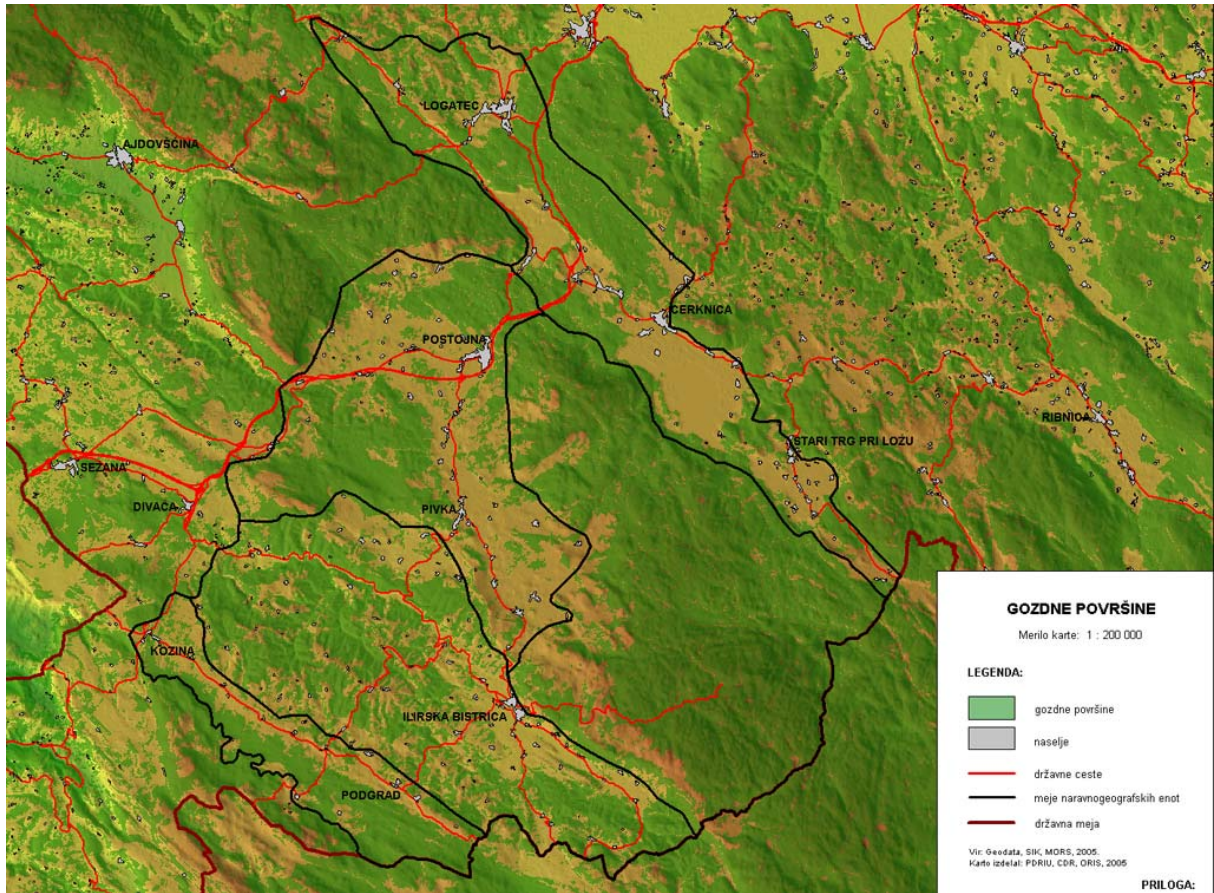 LOGATEC
AJDOVŠČINA
CERKNICA
POSTOJNA
RIBNICA
STARI TRG PRI LOŽU
SEŽANA
DIVAČA
PIVKA
KOZINA
ILIRSKA BISTRICA
PODGRAD
GOZDNE POVRŠINE
Merilo karte: 1 : 200 000
LEGENDA:
gozdne površine
naselje
državne ceste
meje naravnogeografskih enot
državna meja
Vir: Geodata, SIK, MORS, 2005.
Karto izdelal: PDRIU, CDR, ORIS, 2005
PRILOGA: